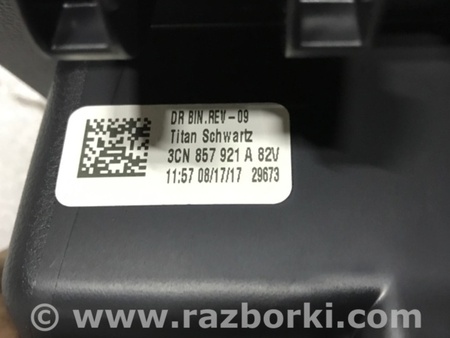 DR BIN.REV-09
Titan Schwartz
3CN 857 921 A 82V
11:57 08/17/17 29673
© www.razborki.com